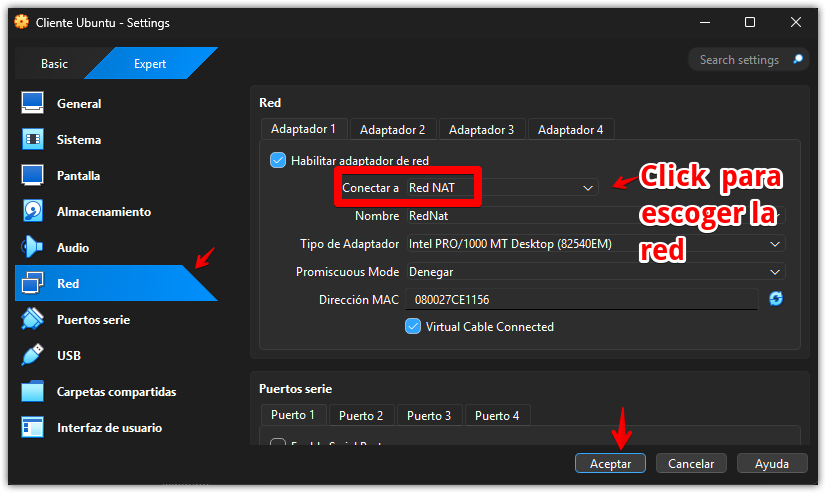 Cliente Ubuntu - Settings
Basic
Expert
Search settings
General
Sistema
Pantalla
Almacenamiento
Audio
Red
Puertos serie
USB
Carpetas compartidas
Interfaz de usuario
Red
Adaptador 1
Adaptador 2
Adaptador 3
Adaptador 4
Habilitar adaptador de red
Conectar a Red NAT
Nombre RedNat
Tipo de Adaptador Intel PRO/1000 MT Desktop (82540EM)
Promiscuous Mode Denegar
Dirección MAC 080027CE1156
Virtual Cable Connected
Click para
escoger la
red
Puertos serie
Puerto 1
Puerto 2
Puerto 3
Puerto 4
Aceptar
Cancelar
Ayuda